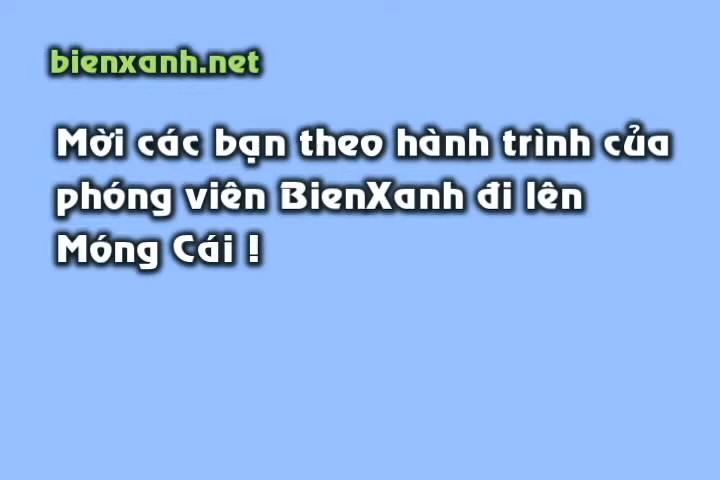 bienxanh.net
Mời các bạn theo hành trình của
phóng viên BienXanh đi lên
Móng Cái !